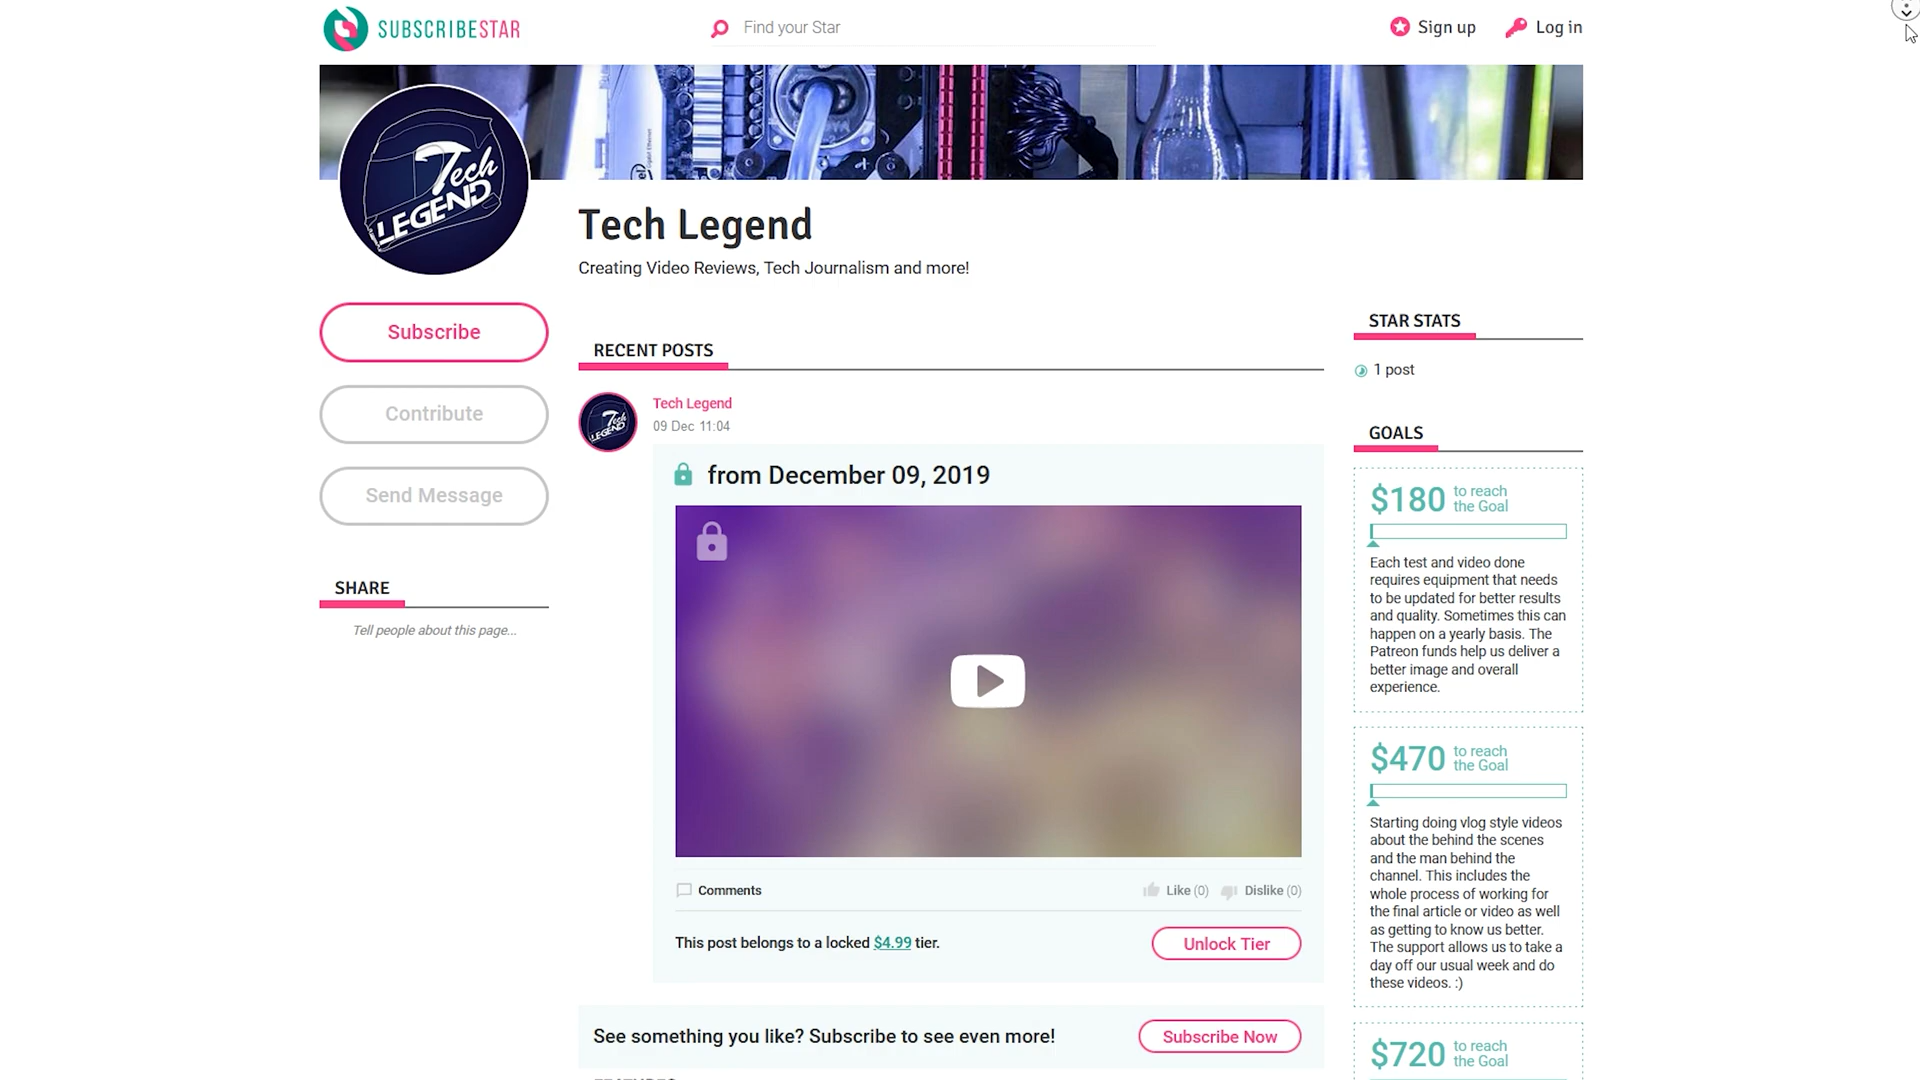 SUBSCRIBESTAR
Find your Star
Sign up
Log in
Tech
LEGEND
Tech Legend
Creating Video Reviews, Tech Journalism and more!
Subscribe
Contribute
Send Message
SHARE
Tell people about this page...
RECENT POSTS
Tech
LEGEND
Tech Legend
09 Dec 11:04
from December 09, 2019
Comments
Like (0)
Dislike (0)
This post belongs to a locked $4.99 tier.
Unlock Tier
See something you like? Subscribe to see even more!
Subscribe Now
STAR STATS
1 post
GOALS
$180 to reach
the Goal
Each test and video done
requires equipment that needs
to be updated for better results
and quality. Sometimes this can
happen on a yearly basis. The
Patreon funds help us deliver a
better image and overall
experience.
$470 to reach
the Goal
Starting doing vlog style videos
about the behind the scenes
and the man behind the
channel. This includes the
whole process of working for
the final article or video as well
as getting to know us better.
The support allows us to take a
day off our usual week and do
these videos. :)
$720 to reach
the Goal